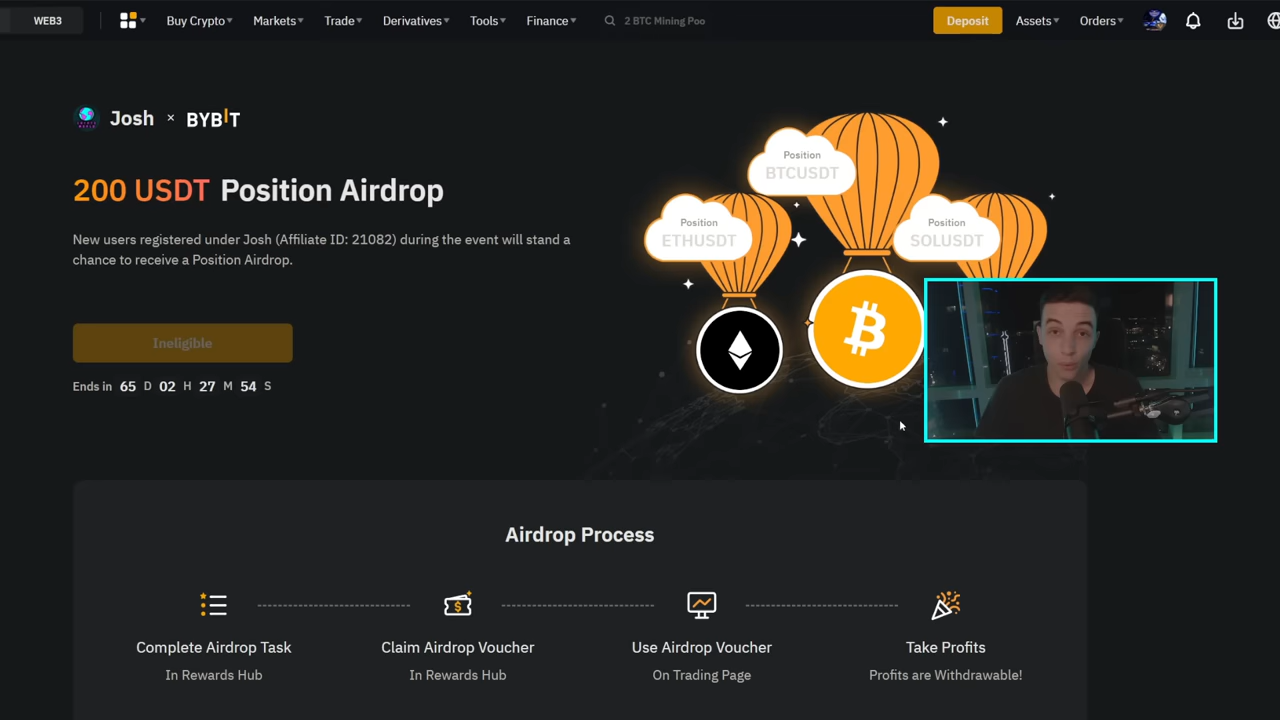 WEB3
Buy Crypto
Markets
Trade
Derivatives
Tools
Finance
2 BTC Mining Poo
Deposit
Assets
Orders
Josh × BYBIT
200 USDT Position Airdrop
New users registered under Josh (Affiliate ID: 21082) during the event will stand a
chance to receive a Position Airdrop.
Ineligible
Ends in 65 D 02 H 27 M 54 S
Position
BTCUSDT
Position
ETHUSDT
Position
SOLUSDT
Airdrop Process
Complete Airdrop Task
In Rewards Hub
Claim Airdrop Voucher
In Rewards Hub
Use Airdrop Voucher
On Trading Page
Take Profits
Profits are Withdrawable!